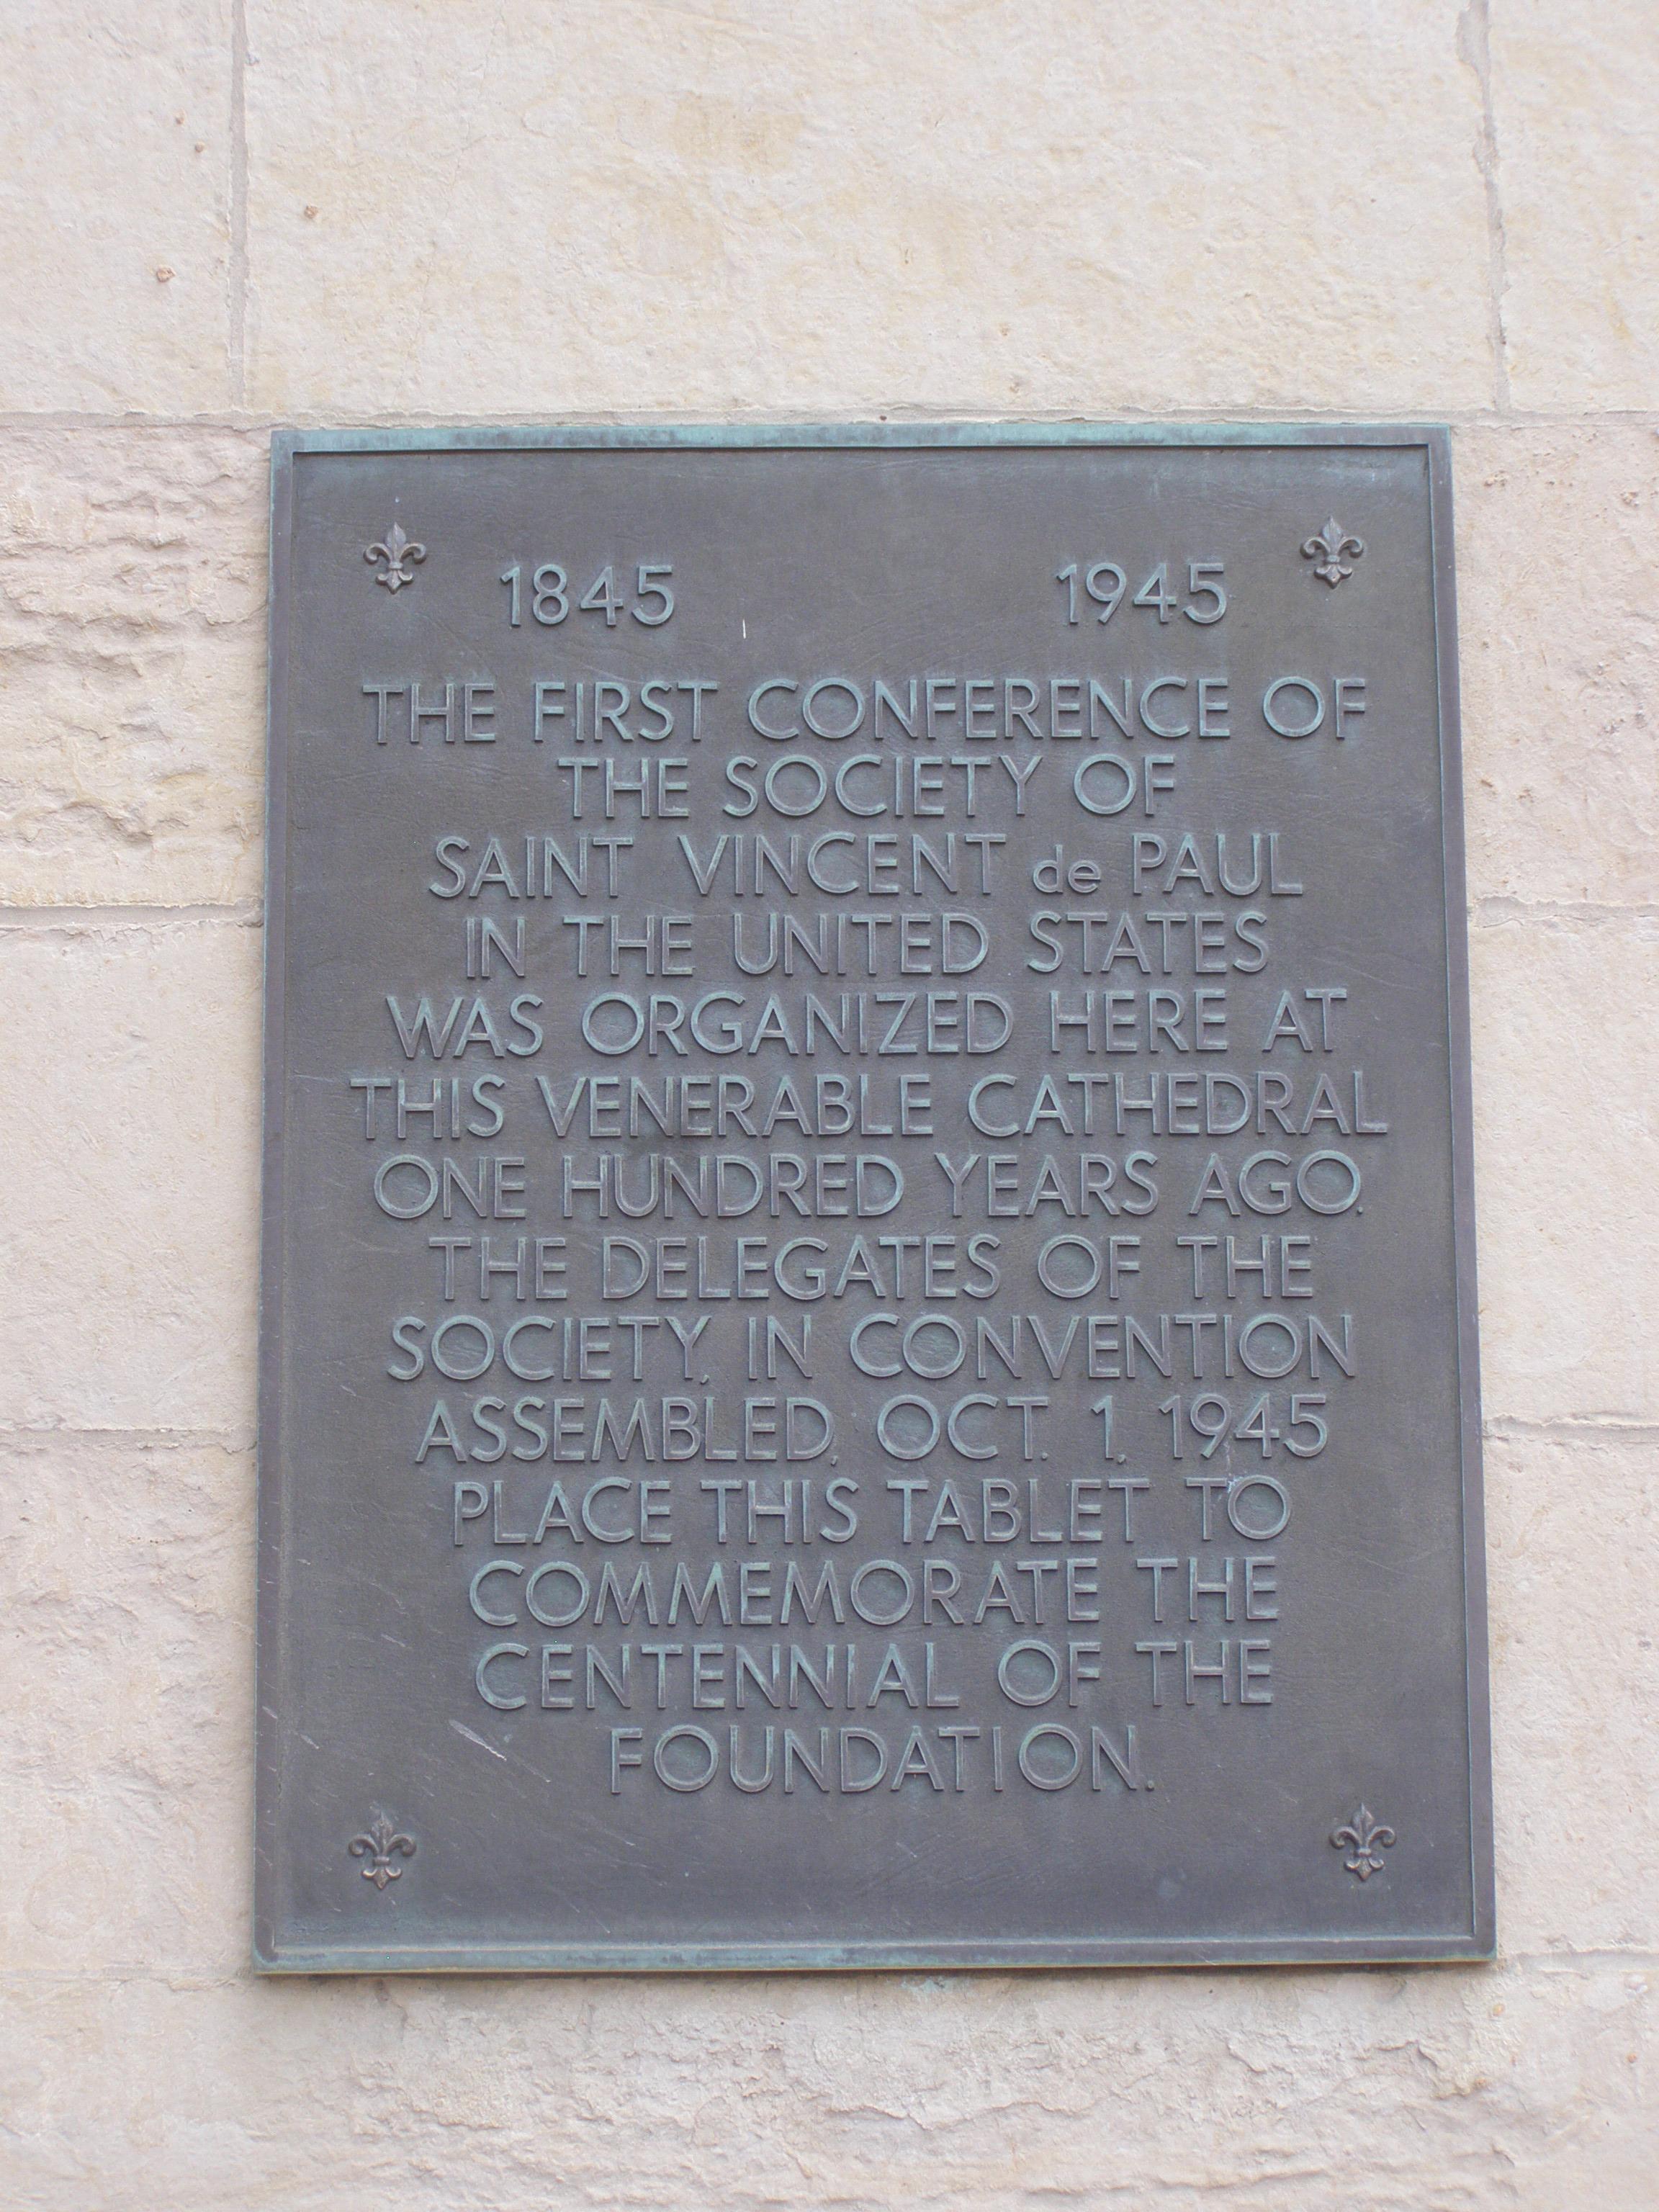 1845 1945
THE FIRST CONFERENCE OF
THE SOCIETY OF
SAINT VINCENT de PAUL
IN THE UNITED STATES
WAS ORGANIZED HERE AT
THIS VENERABLE CATHEDRAL
ONE HUNDRED YEARS AGO.
THE DELEGATES OF THE
SOCIETY, IN CONVENTION
ASSEMBLED, OCT. 1, 1945
PLACE THIS TABLET TO
COMMEMORATE THE
CENTENNIAL OF THE
FOUNDATION.